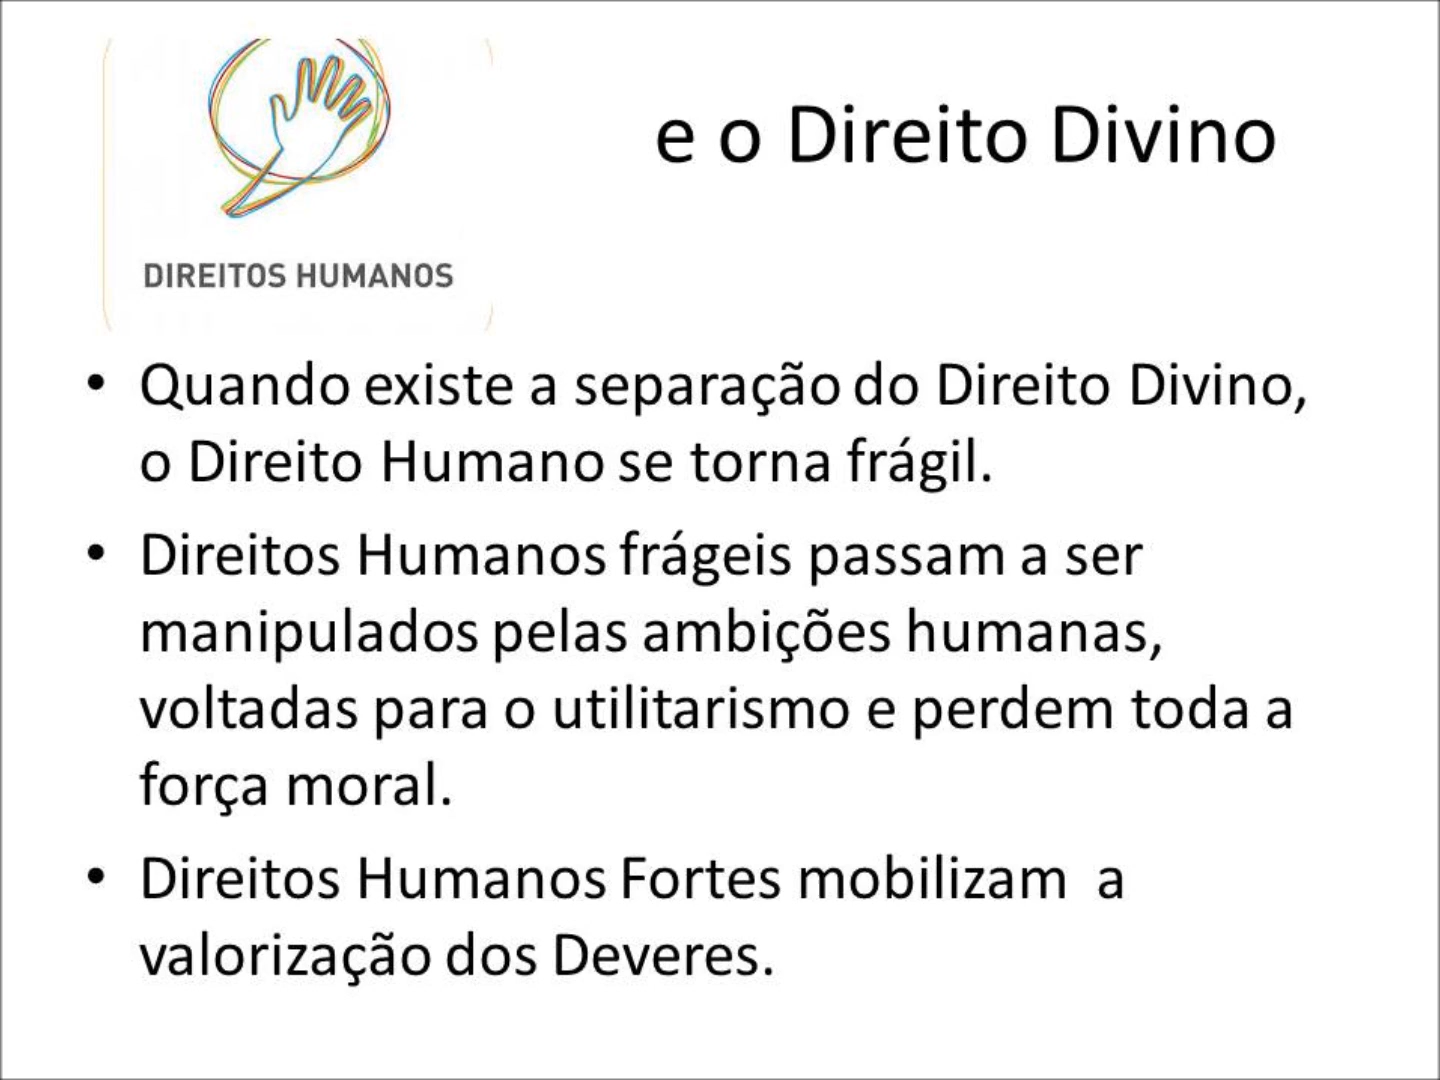 DIREITOS HUMANOS
e o Direito Divino
• Quando existe a separação do Direito Divino,
o Direito Humano se torna frágil.
• Direitos Humanos frágeis passam a ser
manipulados pelas ambições humanas,
voltadas para o utilitarismo e perdem toda a
força moral.
• Direitos Humanos Fortes mobilizam a
valorização dos Deveres.